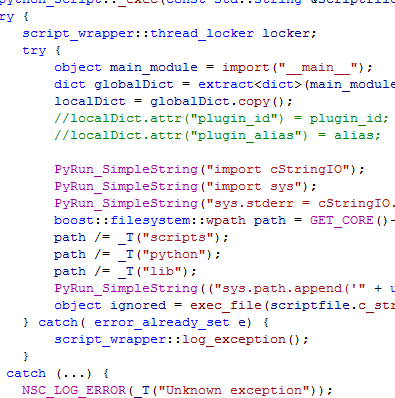 python_script::_exec(const std::string &scriptfile
ry {
script_wrapper::thread_locker locker;
try {
object main_module = import("__main__");
dict globalDict = extract<dict>(main_module
localDict = globalDict.copy();
//localDict.attr("plugin_id") = plugin_id;
//localDict.attr("plugin_alias") = alias;
PyRun_SimpleString("import cStringIO");
PyRun_SimpleString("import sys");
PyRun_SimpleString("sys.stderr = cStringIO.
boost::filesystem::wpath path = GET_CORE()-
path /= _T("scripts");
path /= _T("python");
path /= _T("lib");
PyRun_SimpleString(("sys.path.append('" + u
object ignored = exec_file(scriptfile.c_str
} catch( error_already_set e) {
script_wrapper::log_exception();
}
catch (...) {
NSC_LOG_ERROR(_T("Unknown exception"));